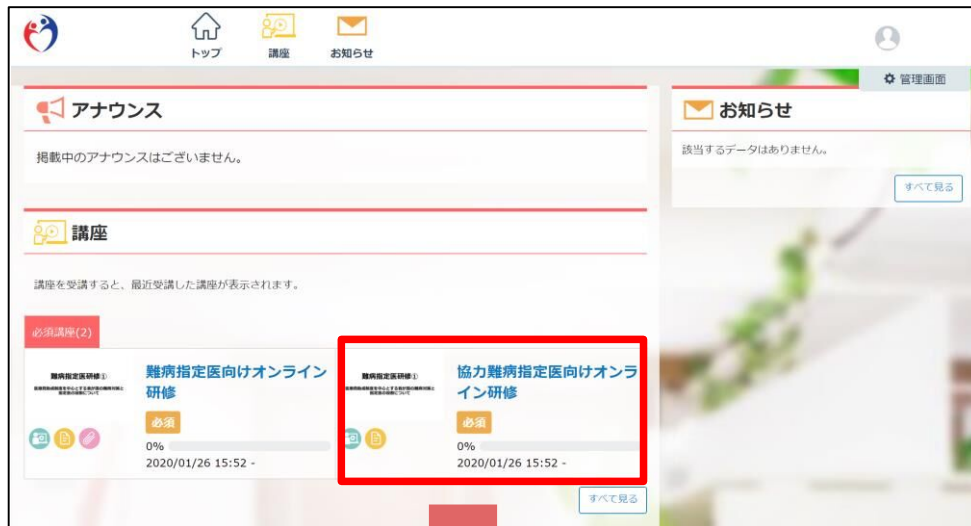 トップ
講座
お知らせ
管理画面
アナウンス
掲載中のアナウンスはございません。
お知らせ
該当するデータはありません。
すべて見る
講座
講座を受講すると、最近受講した講座が表示されます。
必須講座(2)
難病指定医研修①
難病指定医向けオンライン
研修
必須
0%
2020/01/26 15:52 -
難病指定医研修①
協力難病指定医向けオンラ
イン研修
必須
0%
2020/01/26 15:52 -
すべて見る